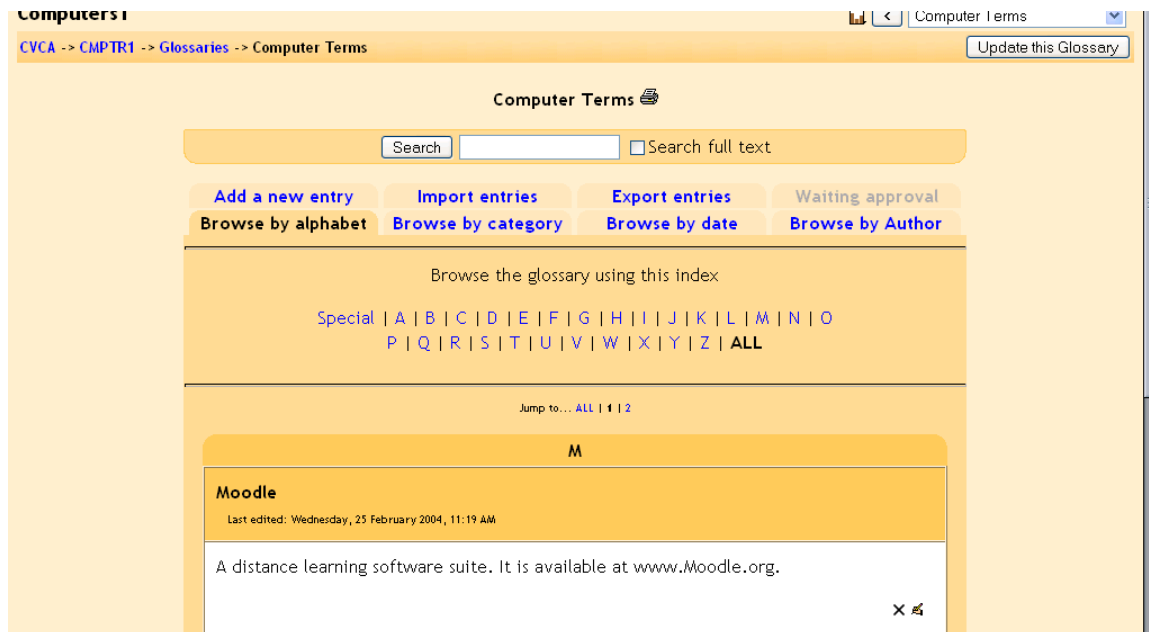 Computers1
< Computer Terms
CVCA -> CMPTR1 -> Glossaries -> Computer Terms
Update this Glossary
Computer Terms
Search Search full text
Add a new entry Import entries Export entries Waiting approval
Browse by alphabet Browse by category Browse by date Browse by Author
Browse the glossary using this index
Special | A | B | C | D | E | F | G | H | I | J | K | L | M | N | O
P | Q | R | S | T | U | V | W | X | Y | Z | ALL
Jump to... ALL | 1 | 2
M
Moodle
Last edited: Wednesday, 25 February 2004, 11:19 AM
A distance learning software suite. It is available at www.Moodle.org.